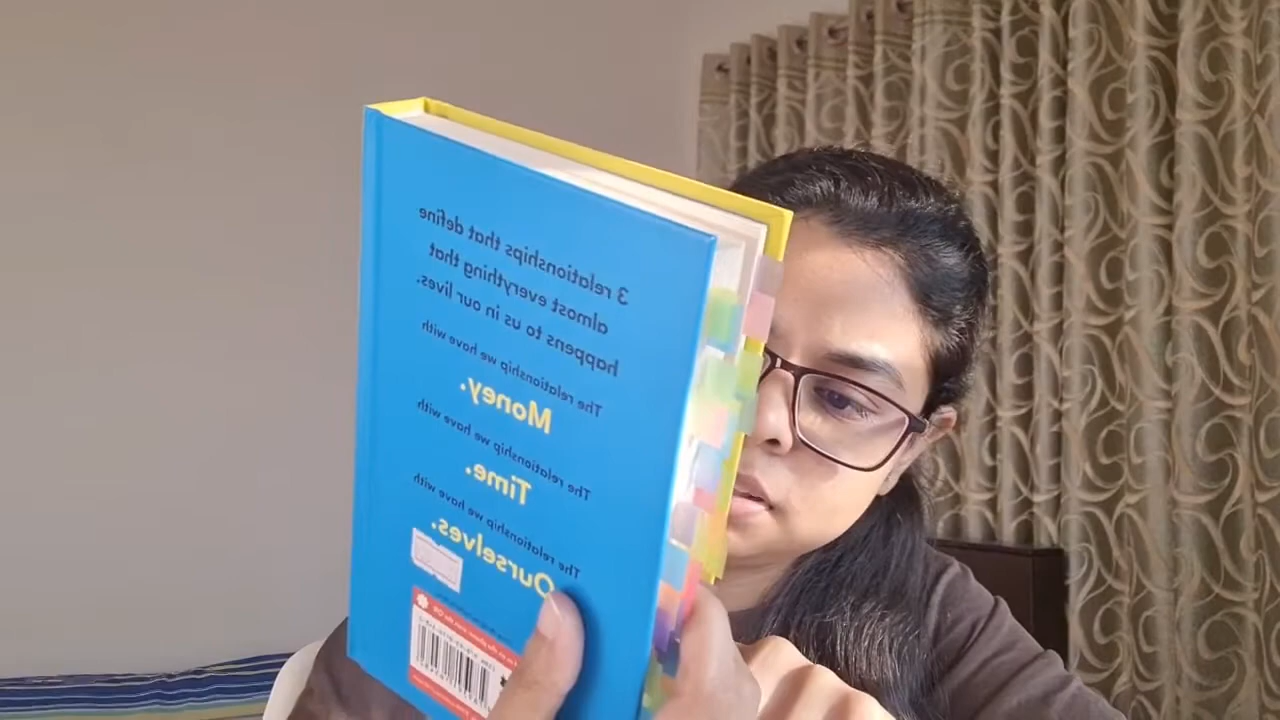 3 relationships that define
almost everything that
happens to us in our lives.
The relationship we have with
Money.
The relationship we have with
Time.
The relationship we have with
Ourselves.